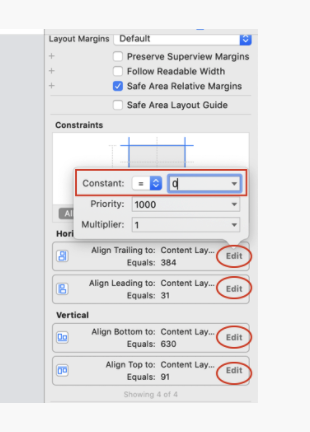 Layout Margins Default
+ Preserve Superview Margins
+ Follow Readable Width
+ Safe Area Relative Margins
Safe Area Layout Guide
Constraints
Constant: = 0
Priority: 1000
Multiplier: 1
Al
Hori
Align Trailing to: Content Lay...
Equals: 384
Edit
Align Leading to: Content Lay...
Equals: 31
Edit
Vertical
Align Bottom to: Content Lay...
Equals: 630
Edit
Align Top to: Content Lay...
Equals: 91
Edit
Showing 4 of 4